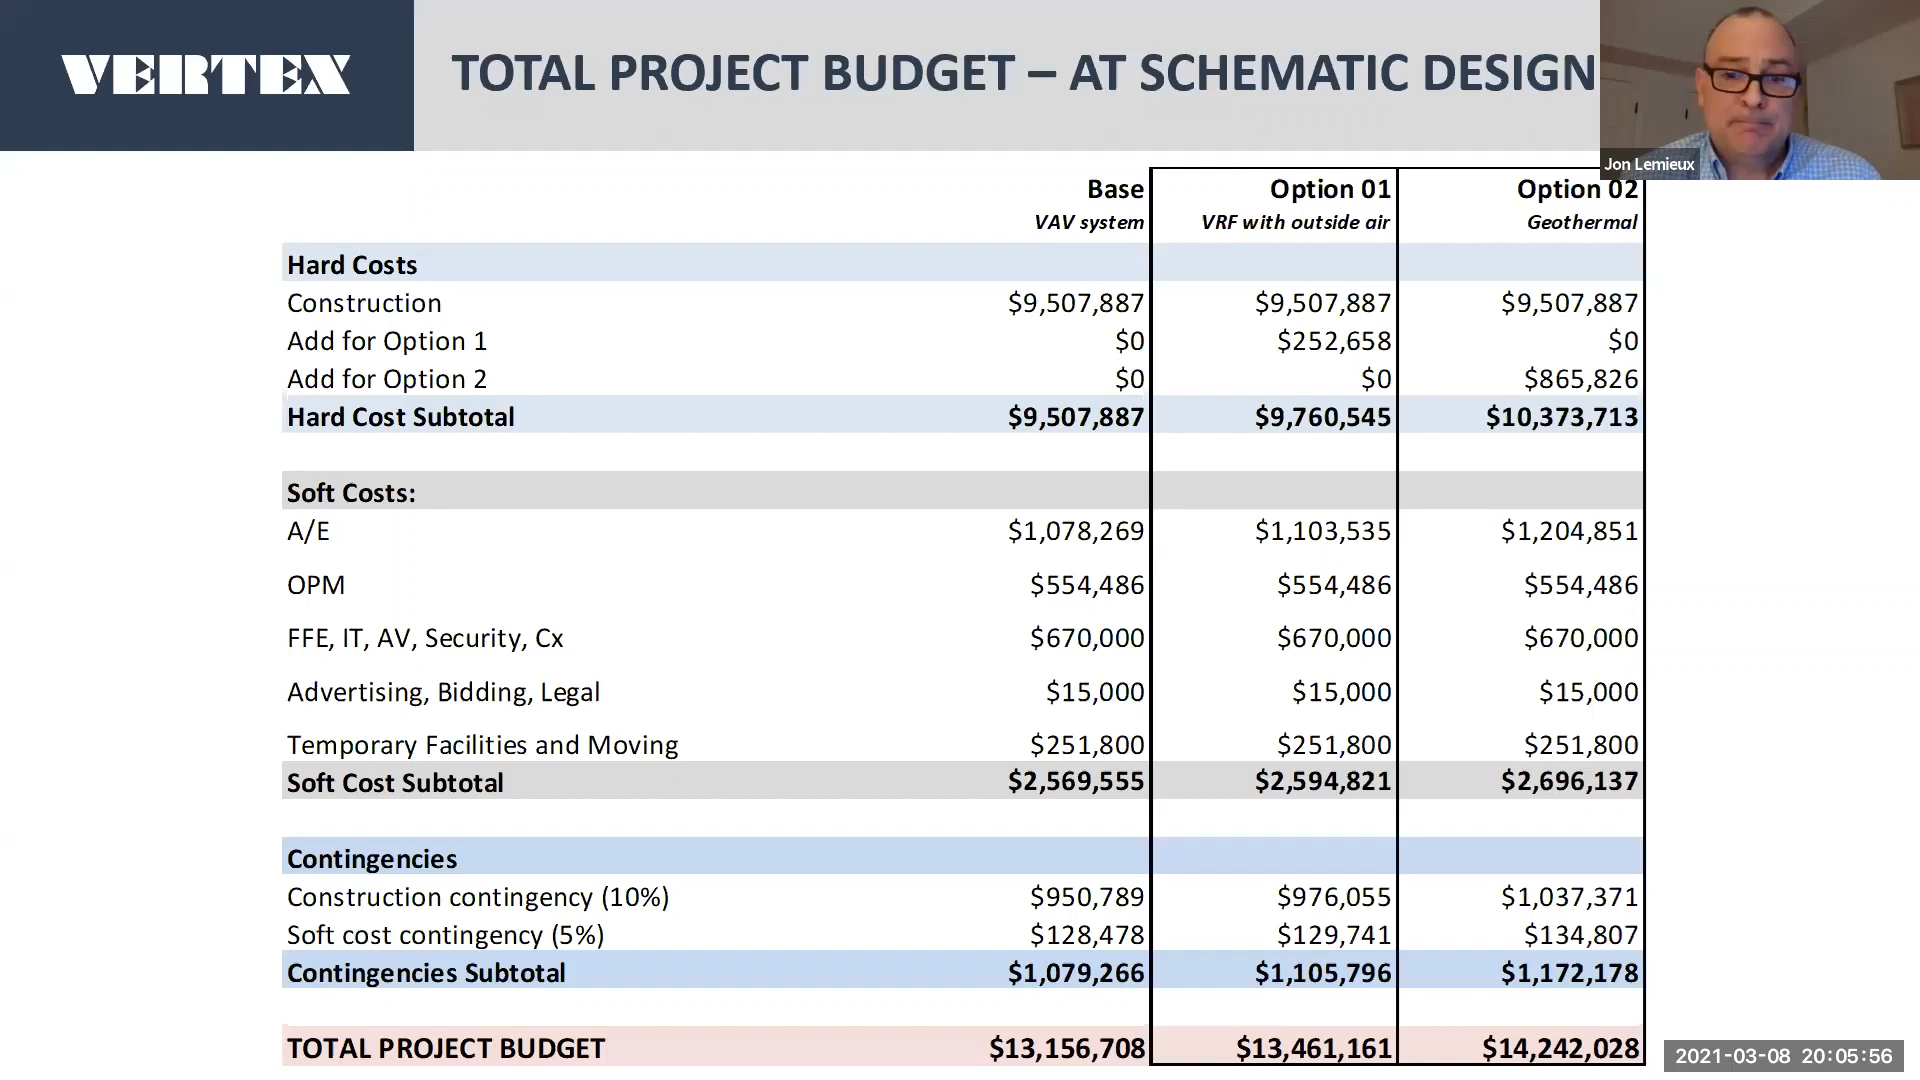 VERTEX
TOTAL PROJECT BUDGET – AT SCHEMATIC DESIGN
Jon Lemieux
Base Option 01 Option 02
VAV system VRF with outside air Geothermal
Hard Costs
Construction $9,507,887 $9,507,887 $9,507,887
Add for Option 1 $0 $252,658 $0
Add for Option 2 $0 $0 $865,826
Hard Cost Subtotal $9,507,887 $9,760,545 $10,373,713
Soft Costs:
A/E $1,078,269 $1,103,535 $1,204,851
OPM $554,486 $554,486 $554,486
FFE, IT, AV, Security, Cx $670,000 $670,000 $670,000
Advertising, Bidding, Legal $15,000 $15,000 $15,000
Temporary Facilities and Moving $251,800 $251,800 $251,800
Soft Cost Subtotal $2,569,555 $2,594,821 $2,696,137
Contingencies
Construction contingency (10%) $950,789 $976,055 $1,037,371
Soft cost contingency (5%) $128,478 $129,741 $134,807
Contingencies Subtotal $1,079,266 $1,105,796 $1,172,178
TOTAL PROJECT BUDGET $13,156,708 $13,461,161 $14,242,028
2021-03-08 20:05:56